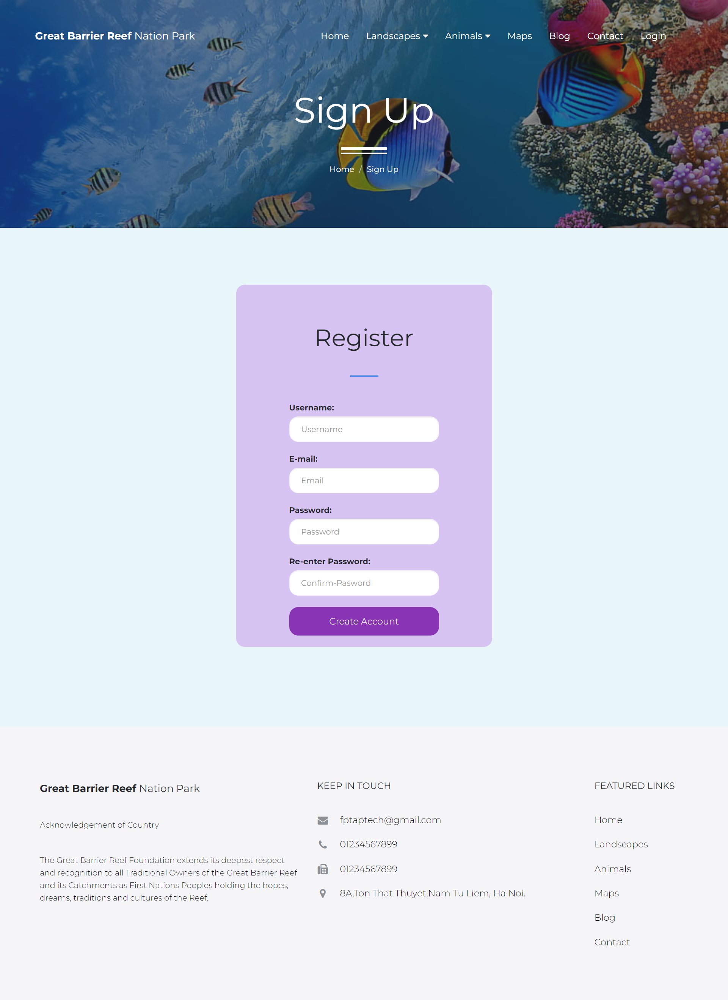 Great Barrier Reef Nation Park
Home Landscapes Animals Maps Blog Contact Login
Sign Up
Home / Sign Up
Register
Username:
Username
E-mail:
Email
Password:
Password
Re-enter Password:
Confirm-Pasword
Create Account
Great Barrier Reef Nation Park
Acknowledgement of Country
The Great Barrier Reef Foundation extends its deepest respect
and recognition to all Traditional Owners of the Great Barrier Reef
and its Catchments as First Nations Peoples holding the hopes,
dreams, traditions and cultures of the Reef.
KEEP IN TOUCH
fptaptech@gmail.com
01234567899
01234567899
8A,Ton That Thuyet,Nam Tu Liem, Ha Noi.
FEATURED LINKS
Home
Landscapes
Animals
Maps
Blog
Contact